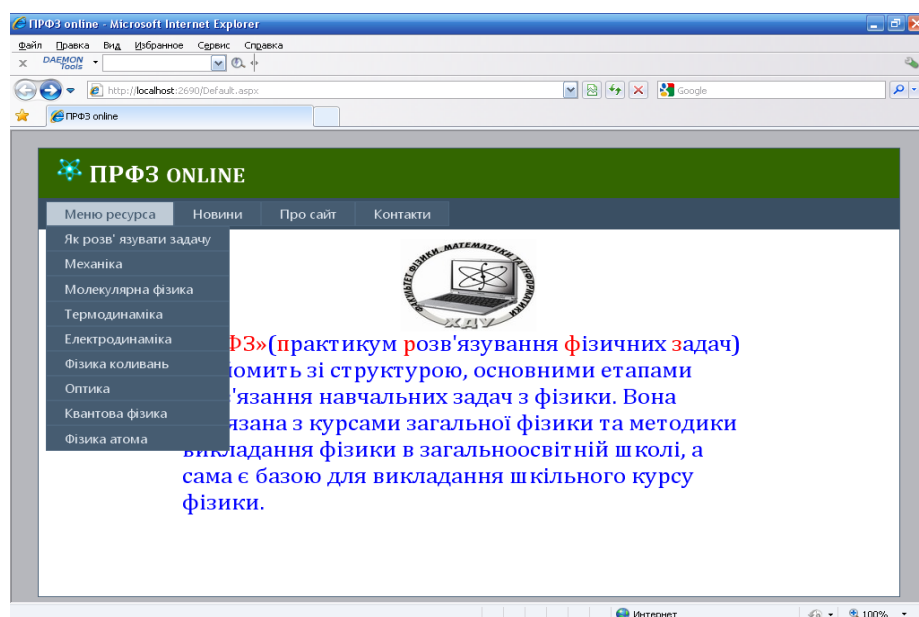 ПРФЗ online - Microsoft Internet Explorer
Файл Правка Вид Избранное Сервис Справка
x DAEMON Tools
http://localhost:2690/Default.aspx
Google
ПРФЗ online
ПРФЗ ONLINE
Меню ресурса Новини Про сайт Контакти
Як розв' язувати задачу
Механіка
Молекулярна фізика
Термодинаміка
Електродинаміка
Фізика коливань
Оптика
Квантова фізика
Фізика атома
ФАКУЛЬТЕТ ФІЗИКИ, МАТЕМАТИКИ ТА ІНФОРМАТИКИ
ХДУ
ФЗ»(практикум розв'язування фізичних задач)
омить зі структурою, основними етапами
'язання навчальних задач з фізики. Вона
язана з курсами загальної фізики та методики
викладання фізики в загальноосвітній школі, а
сама є базою для викладання шкільного курсу
фізики.
Интернет 100%